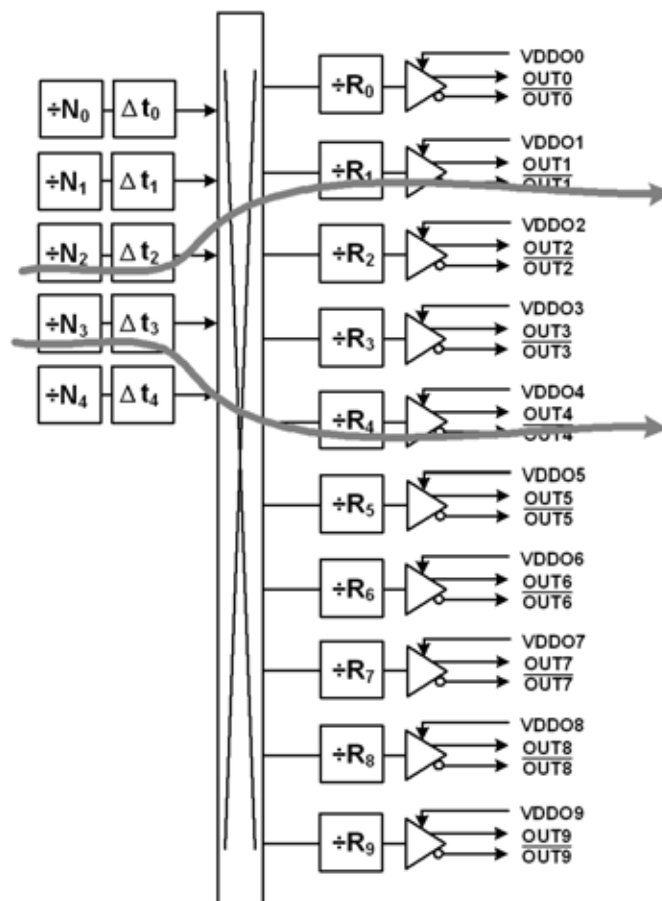 ÷N0 Δt0
÷N1 Δt1
÷N2 Δt2
÷N3 Δt3
÷N4 Δt4
÷R0 VDDO0
OUT0
OUT0
÷R1 VDDO1
OUT1
OUT1
÷R2 VDDO2
OUT2
OUT2
÷R3 VDDO3
OUT3
OUT3
÷R4 VDDO4
OUT4
OUT4
÷R5 VDDO5
OUT5
OUT5
÷R6 VDDO6
OUT6
OUT6
÷R7 VDDO7
OUT7
OUT7
÷R8 VDDO8
OUT8
OUT8
÷R9 VDDO9
OUT9
OUT9